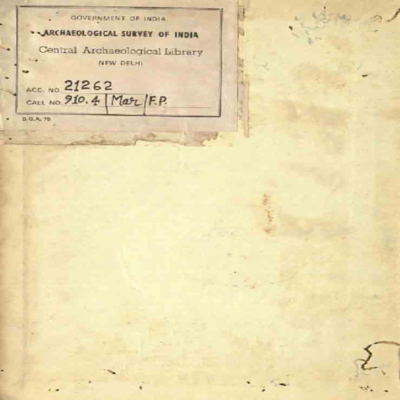 GOVERNMENT OF INDIA
ARCHAEOLOGICAL SURVEY OF INDIA
Central Archaeological Library
NEW DELHI
ACC. NO. 21262
CALL NO. 910.4 | Mar | F.P.
D.G.A. 79